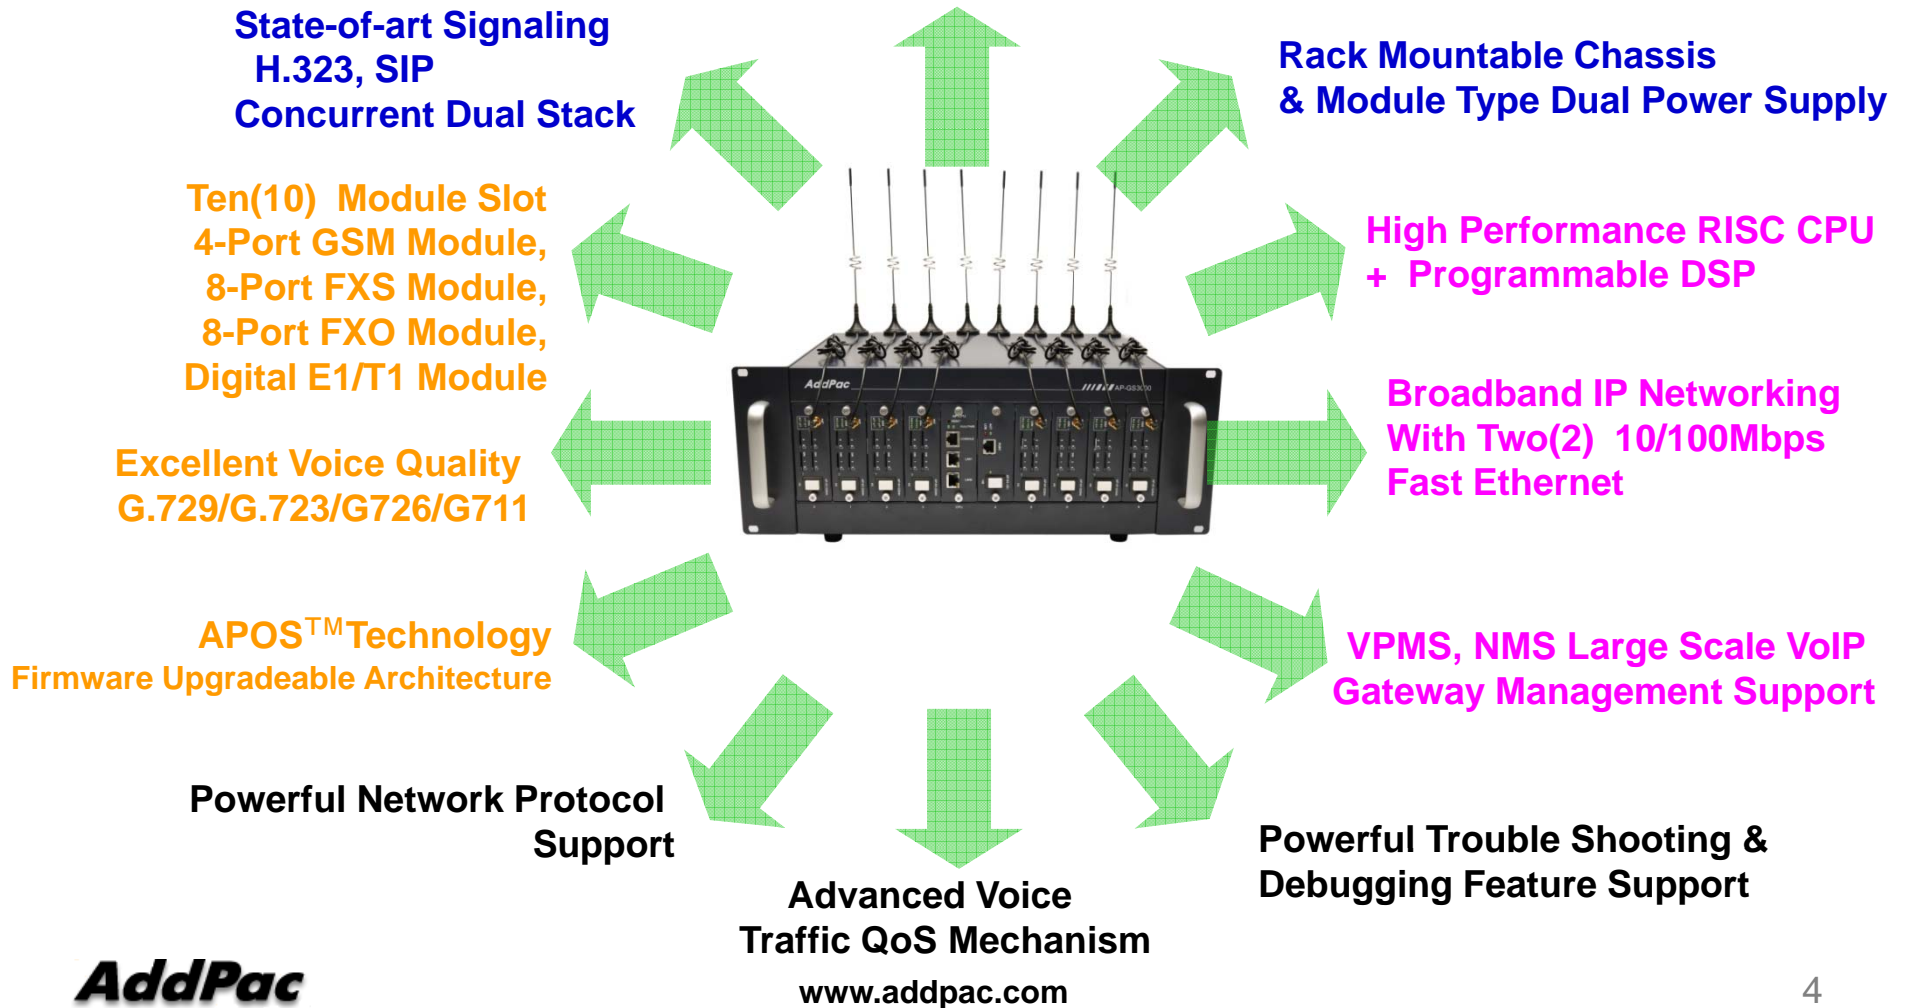 State-of-art Signaling
H.323, SIP
Concurrent Dual Stack
Rack Mountable Chassis
& Module Type Dual Power Supply
Ten(10) Module Slot
4-Port GSM Module,
8-Port FXS Module,
8-Port FXO Module,
Digital E1/T1 Module
High Performance RISC CPU
+ Programmable DSP
AddPac
Broadband IP Networking
With Two(2) 10/100Mbps
Fast Ethernet
Excellent Voice Quality
G.729/G.723/G726/G711
APOS™Technology
Firmware Upgradeable Architecture
VPMS, NMS Large Scale VoIP
Gateway Management Support
Powerful Network Protocol
Support
Powerful Trouble Shooting &
Debugging Feature Support
Advanced Voice
Traffic QoS Mechanism
AddPac
www.addpac.com
4